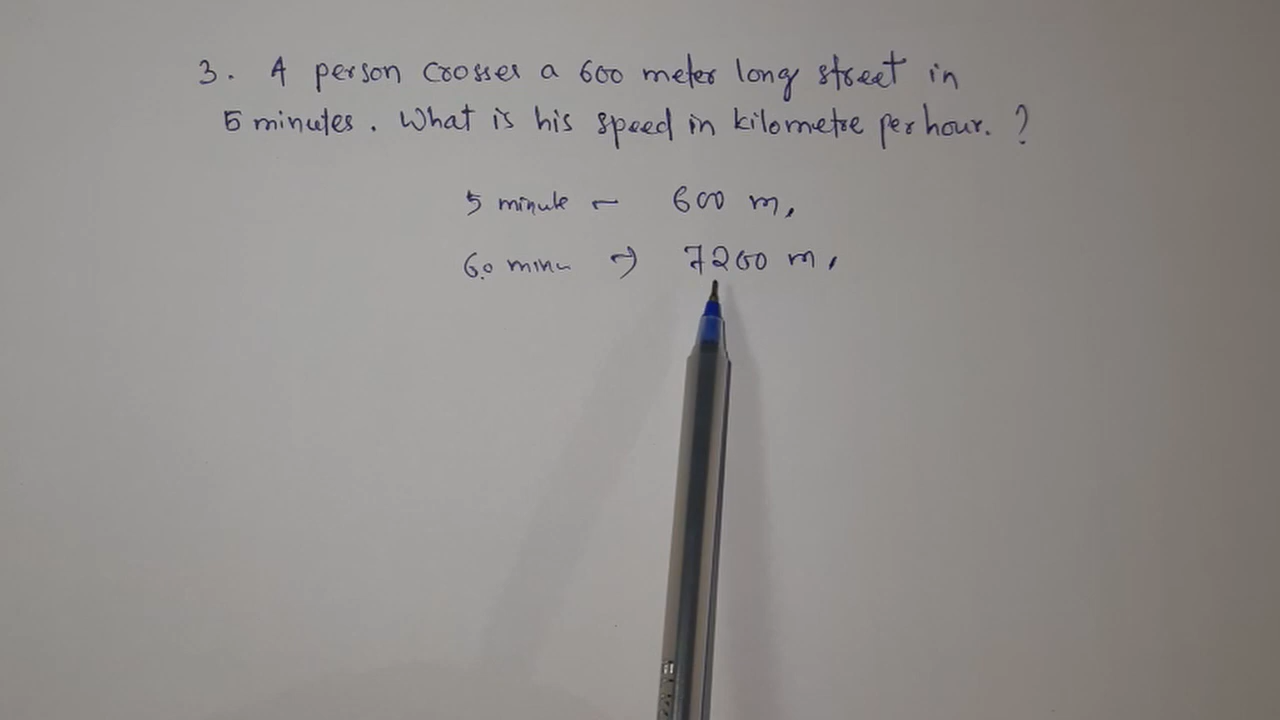 3. A person crosses a 600 meter long street in
5 minutes. What is his speed in kilometre per hour. ?
5 minute – 600 m,
60 minu → 7200 m,